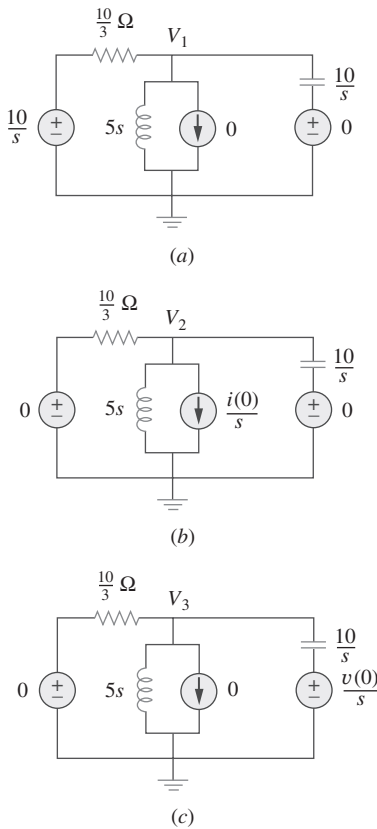 10/3 Ω
V₁
10/s
10/s
5s
0
0
(a)
10/3 Ω
V₂
10/s
0
5s
i(0)/s
0
(b)
10/3 Ω
V₃
10/s
0
5s
0
v(0)/s
(c)